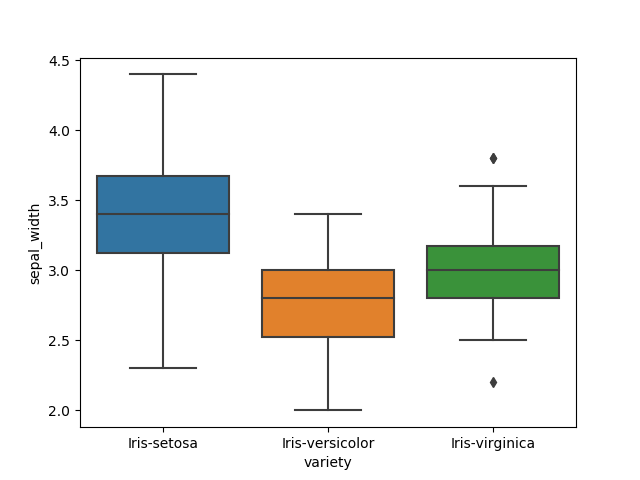 4.5
4.0
3.5
3.0
2.5
2.0
sepal_width
Iris-setosa
Iris-versicolor
Iris-virginica
variety